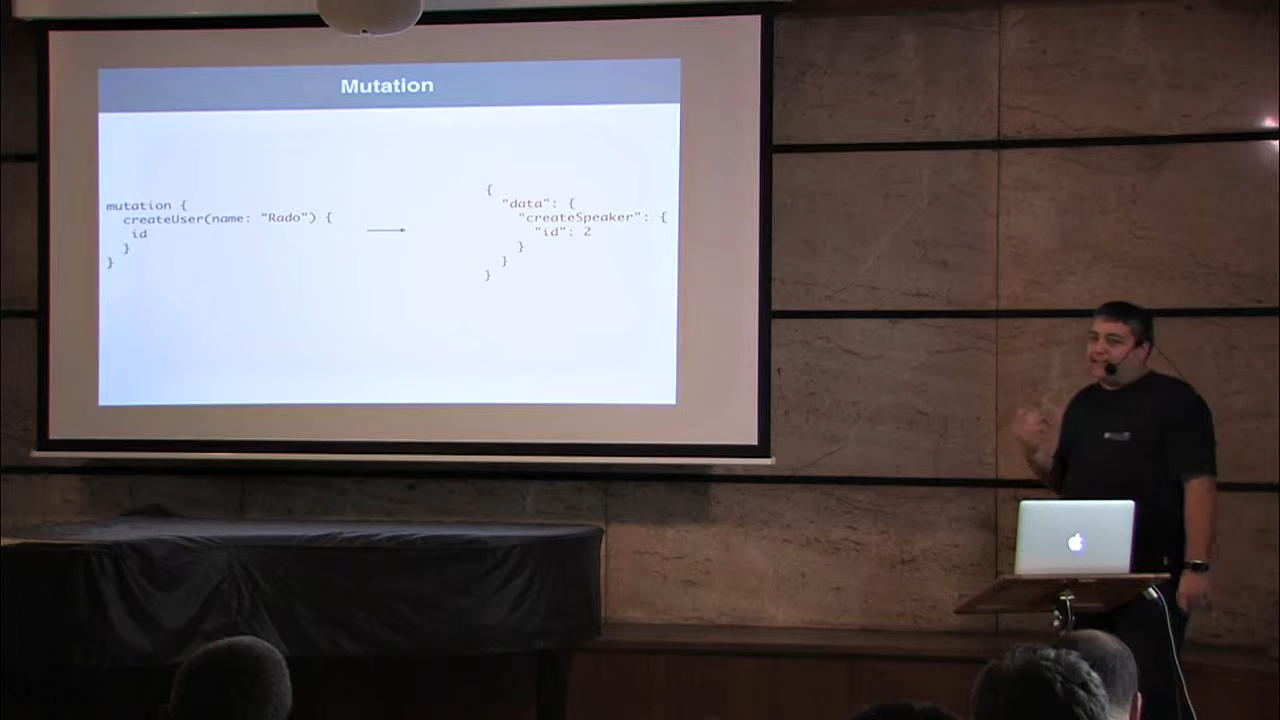 Mutation
mutation {
createUser(name: "Rado") {
id
}
}
{
"data": {
"createSpeaker": {
"id": 2
}
}
}